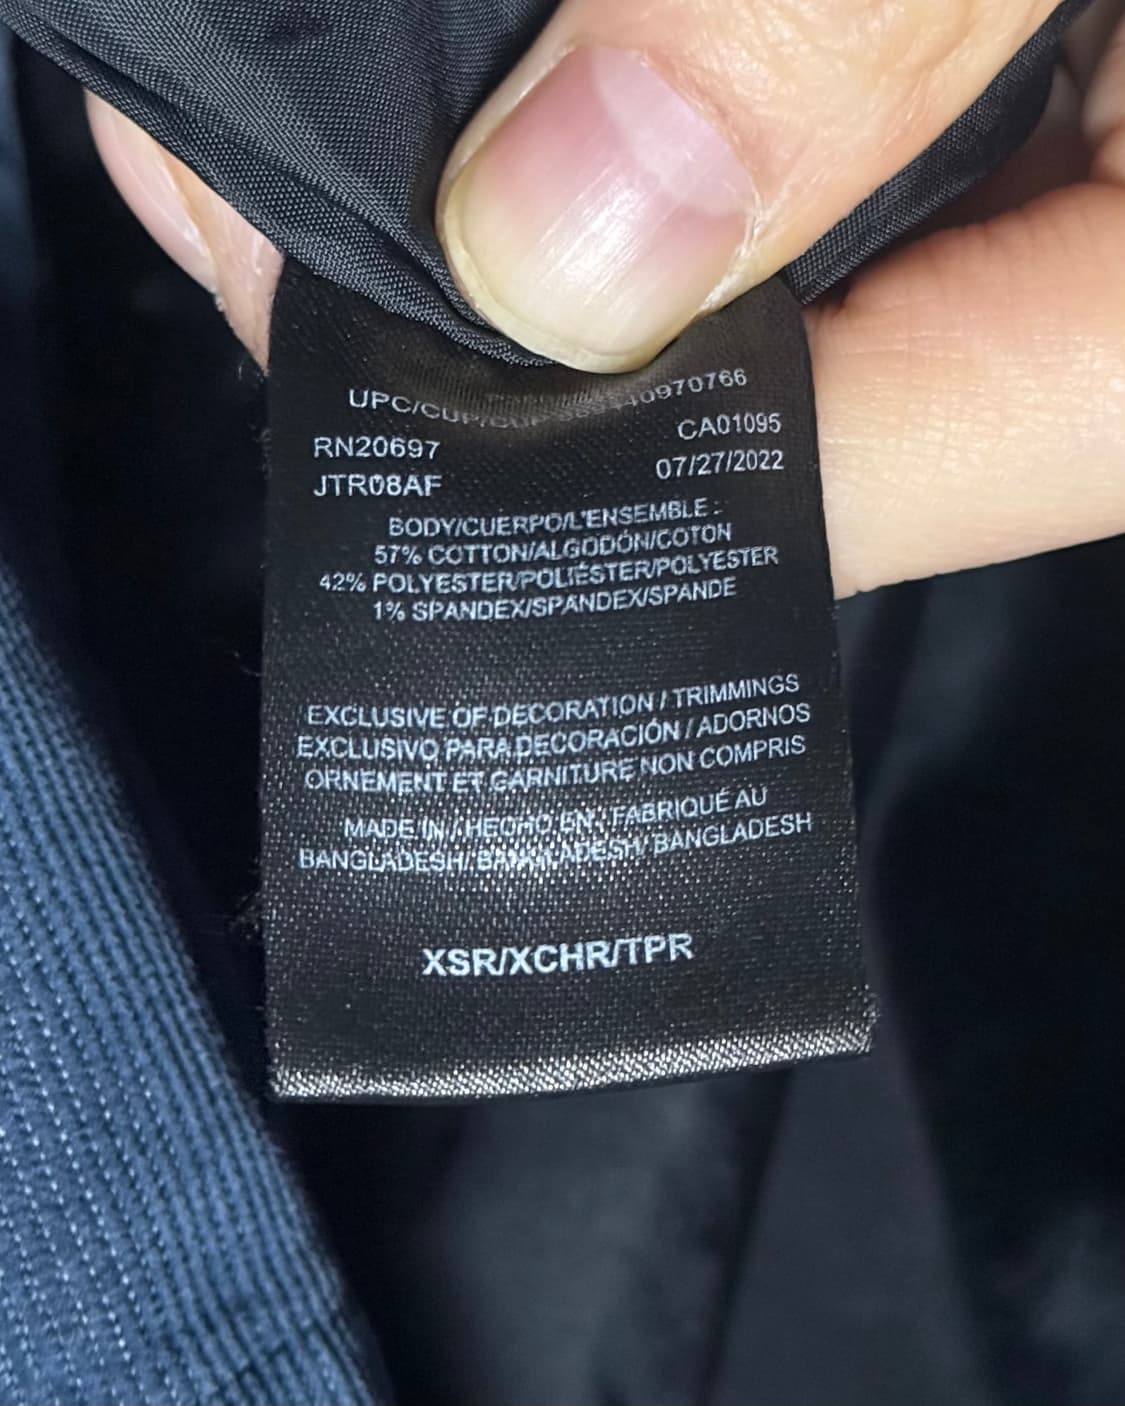 UPC/CUP/CUP
RN20697 CA01095
JTR08AF 07/27/2022
BODY/CUERPO/L'ENSEMBLE :
57% COTTON/ALGODÓN/COTON
42% POLYESTER/POLIÉSTER/POLYESTER
1% SPANDEX/SPANDEX/SPANDE
EXCLUSIVE OF DECORATION / TRIMMINGS
EXCLUSIVO PARA DECORACIÓN / ADORNOS
ORNEMENT ET GARNITURE NON COMPRIS
MADE IN / HECHO EN / FABRIQUÉ AU
BANGLADESH/ BANGLADESH/ BANGLADESH
XSR/XCHR/TPR